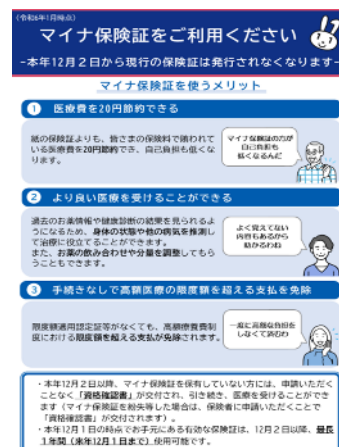 （令和6年1月時点）
マイナ保険証をご利用ください
-本年12月２日から現行の保険証は発行されなくなります-
マイナ保険証を使うメリット
1 医療費を20円節約できる
紙の保険証よりも、皆さまの保険料で賄われて
いる医療費を20円節約でき、自己負担も低くな
ります。
マイナ保険証の方が
自己負担も
低くなるんだ
2 より良い医療を受けることができる
過去のお薬情報や健康診断の結果を見られるよ
うになるため、身体の状態や他の病気を推測し
て治療に役立てることができます。
また、お薬の飲み合わせや分量を調整してもら
うこともできます。
よく覚えてない
内容もあるから
助かるわね
3 手続きなしで高額医療の限度額を超える支払を免除
限度額適用認定証等がなくても、高額療養費制
度における限度額を超える支払が免除されます。
一度に高額な負担を
しなくて済むわ
・本年12月２日以降、マイナ保険証を保有していない方には、申請いただく
ことなく「資格確認書」が交付され、引き続き、医療を受けることができ
ます（マイナ保険証を紛失等した場合は、保険者に申請いただくことで
「資格確認書」が交付されます）。
・本年12月１日の時点でお手元にある有効な保険証は、12月２日以降、最長
１年間（来年12月１日まで）使用可能です。